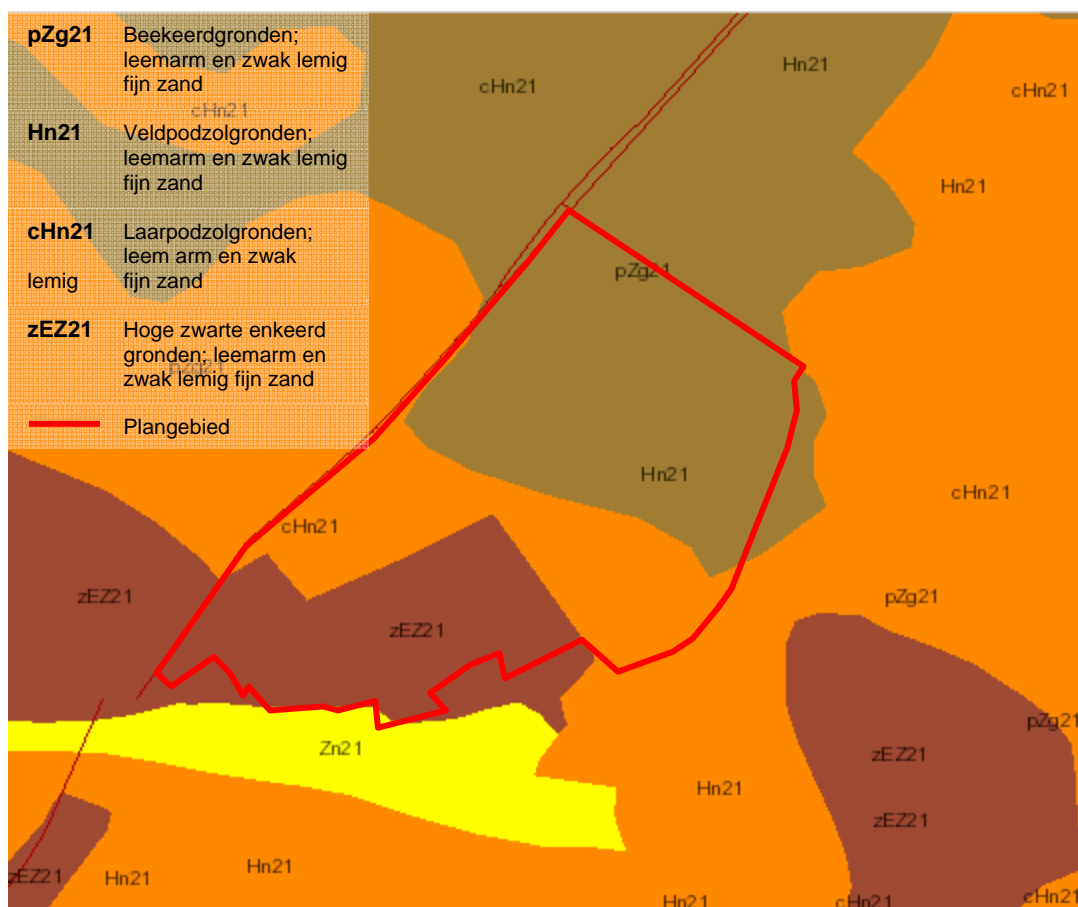 pZg21 Beekeerdgronden;
leemarm en zwak lemig
fijn zand
cHn21
Hn21 Veldpodzolgronden;
leemarm en zwak lemig
fijn zand
cHn21 Laarpodzolgronden;
leem arm en zwak
lemig fijn zand
zEZ21 Hoge zwarte enkeerd
gronden; leemarm en
zwak lemig fijn zand
pZg21
Plangebied
Hn21
cHn21
cHn21
Hn21
pZg21
Hn21
cHn21
cHn21
zEZ21
pZg21
zEZ21
pZg21
Zn21
zEZ21
Hn21
zEZ21
Hn21
zEZ21
Hn21
cHn21
Hn21
cHn21